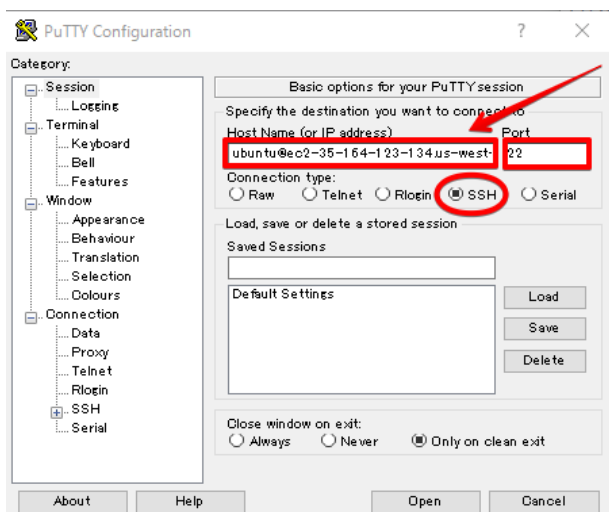 PuTTY Configuration
Category:
Session
Logging
Terminal
Keyboard
Bell
Features
Window
Appearance
Behaviour
Translation
Selection
Colours
Connection
Data
Proxy
Telnet
Rlogin
SSH
Serial
Basic options for your PuTTY session
Specify the destination you want to connect to
Host Name (or IP address) Port
ubuntu@ec2-35-164-123-134.us-west- 22
Connection type:
Raw Telnet Rlogin SSH Serial
Load, save or delete a stored session
Saved Sessions
Default Settings
Load
Save
Delete
Close window on exit:
Always Never Only on clean exit
About Help Open Cancel